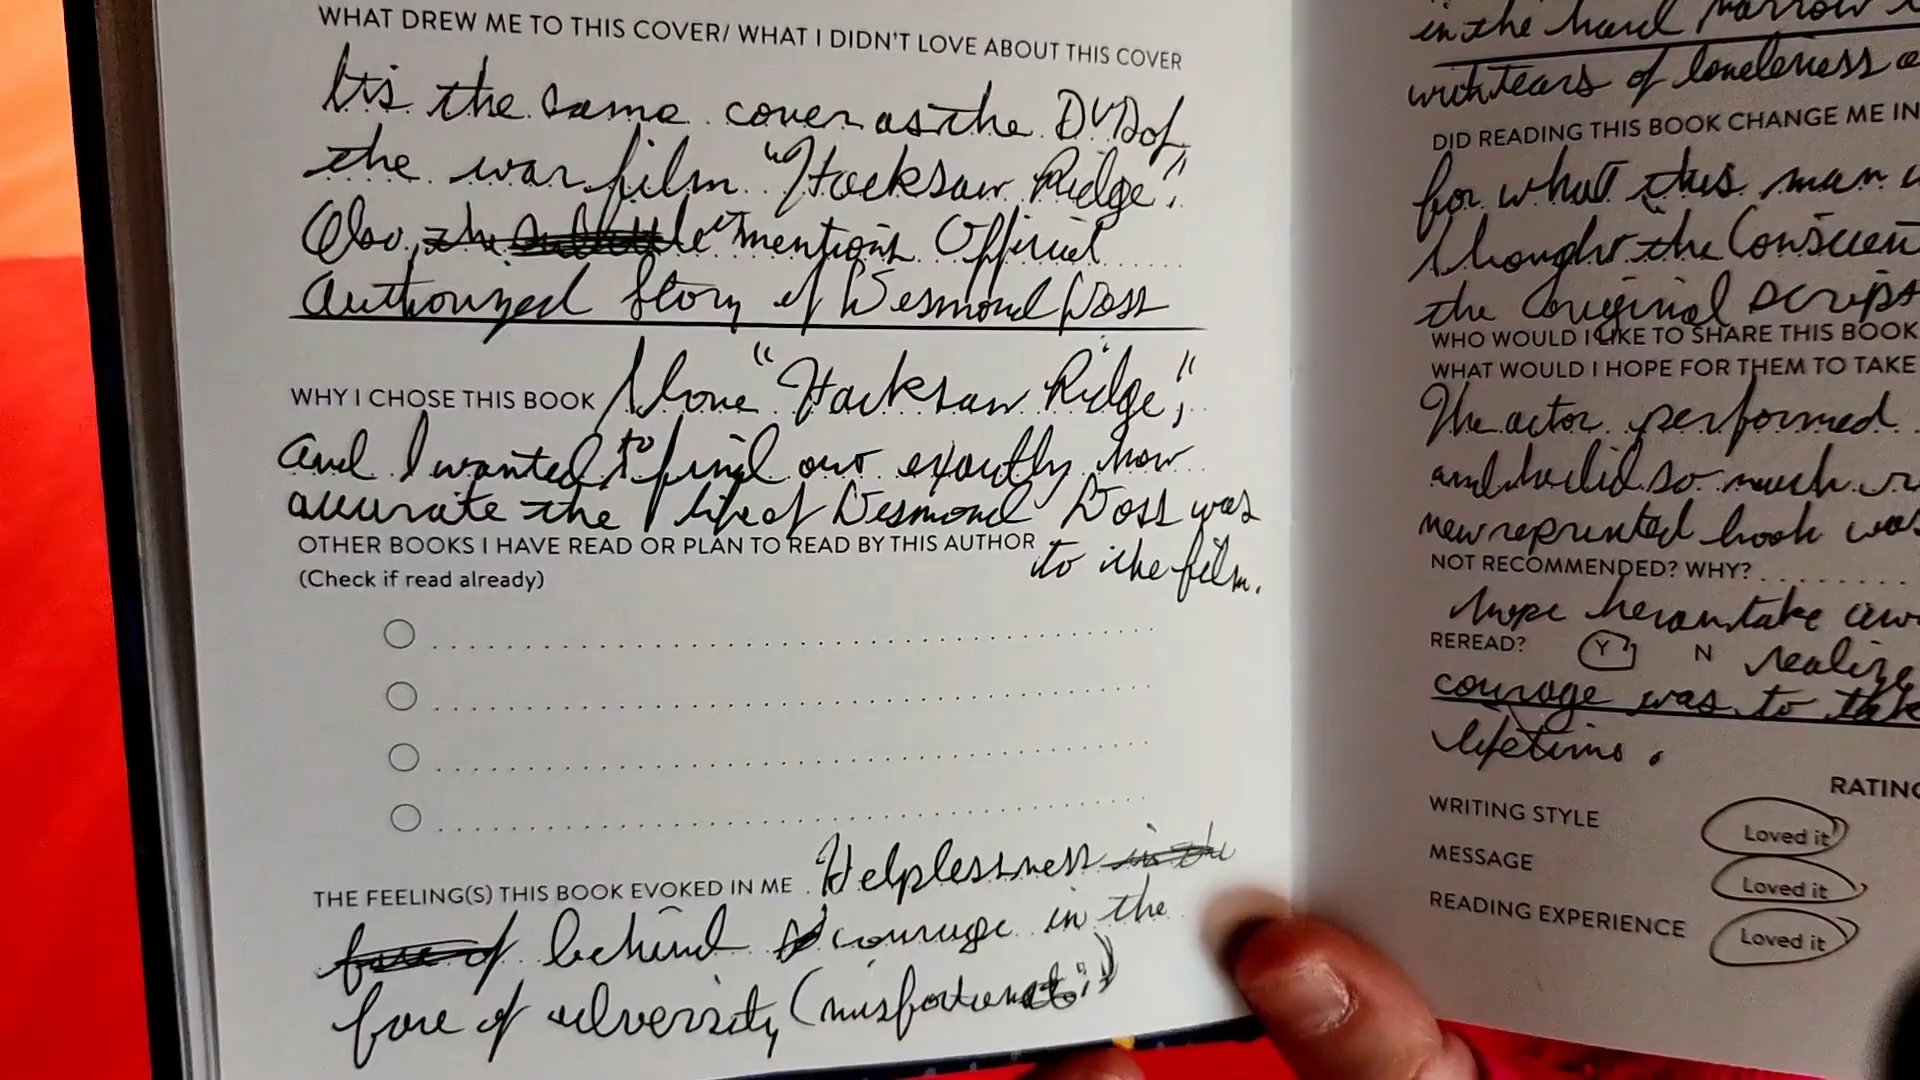 WHAT DREW ME TO THIS COVER/ WHAT I DIDN'T LOVE ABOUT THIS COVER
It's the same cover as the DVD of
the war film "Hacksaw Ridge".
Also, the mentions Official
Authorized Story of Desmond Doss
WHY I CHOSE THIS BOOK I love "Hacksaw Ridge",
and I wanted to find out exactly how
accurate the life of Desmond Doss was
to the film.
OTHER BOOKS I HAVE READ OR PLAN TO READ BY THIS AUTHOR
(Check if read already)
THE FEELING(S) THIS BOOK EVOKED IN ME Helplessness in the
face of behind courage in the
face of adversity (misfortune)
in the hard marrow
with tears of loneliness
DID READING THIS BOOK CHANGE ME IN
for what this man
I thought the Conscien
the original script
WHO WOULD I LIKE TO SHARE THIS BOOK
WHAT WOULD I HOPE FOR THEM TO TAKE
The actor performed
and he did so much
new reprinted book was
NOT RECOMMENDED? WHY?
hope he can take
REREAD? Y N realize
courage was to take
lifetime.
RATING
WRITING STYLE Loved it
MESSAGE Loved it
READING EXPERIENCE Loved it